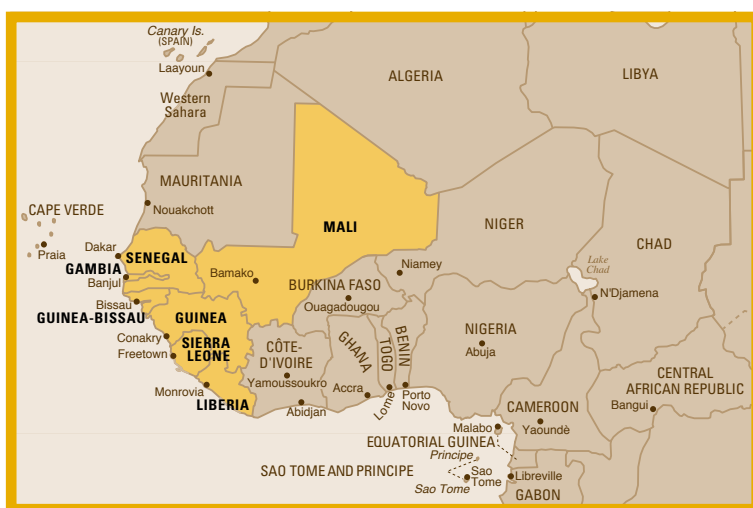 Canary Is.
(SPAIN)
Laayoun
Western
Sahara
ALGERIA
LIBYA
MAURITANIA
Nouakchott
CAPE VERDE
Praia
MALI
NIGER
CHAD
Dakar
SENEGAL
GAMBIA
Banjul
Bamako
Niamey
Lake
Chad
N'Djamena
BURKINA FASO
Ouagadougou
Bissau
GUINEA-BISSAU
GUINEA
Conakry
Freetown
SIERRA
LEONE
CÔTE-
D'IVOIRE
Yamoussoukro
GHANA
TOGO
BENIN
NIGERIA
Abuja
Monrovia
LIBERIA
Abidjan
Accra
Lome
Porto
Novo
CENTRAL
AFRICAN REPUBLIC
Bangui
CAMEROON
Yaoundè
Malabo
EQUATORIAL GUINEA
Principe
SAO TOME AND PRINCIPE
Sao
Tome
Sao Tome
Libreville
GABON